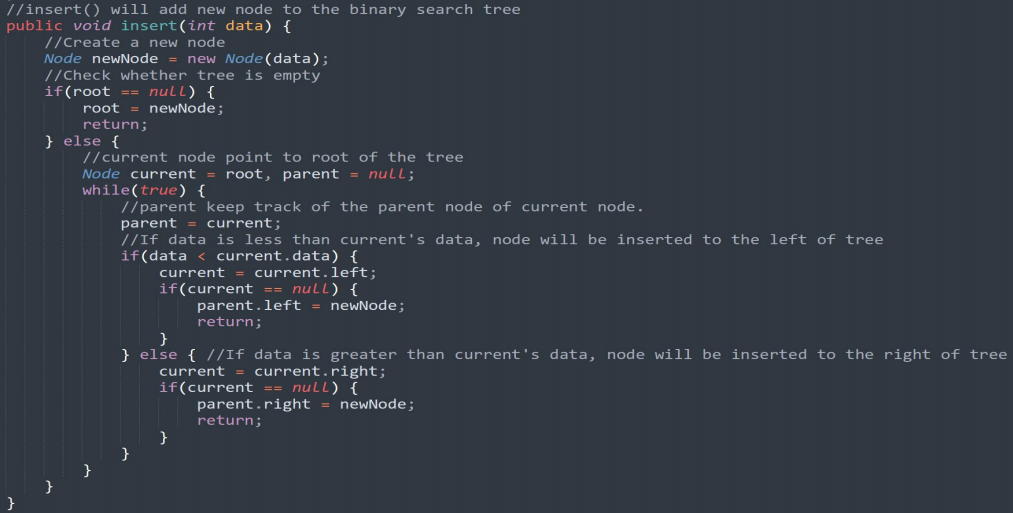 //insert() will add new node to the binary search tree
public void insert(int data) {
    //Create a new node
    Node newNode = new Node(data);
    //Check whether tree is empty
    if(root == null) {
        root = newNode;
        return;
    } else {
        //current node point to root of the tree
        Node current = root, parent = null;
        while(true) {
            //parent keep track of the parent node of current node.
            parent = current;
            //If data is less than current's data, node will be inserted to the left of tree
            if(data < current.data) {
                current = current.left;
                if(current == null) {
                    parent.left = newNode;
                    return;
                }
            } else { //If data is greater than current's data, node will be inserted to the right of tree
                current = current.right;
                if(current == null) {
                    parent.right = newNode;
                    return;
                }
            }
        }
    }
}